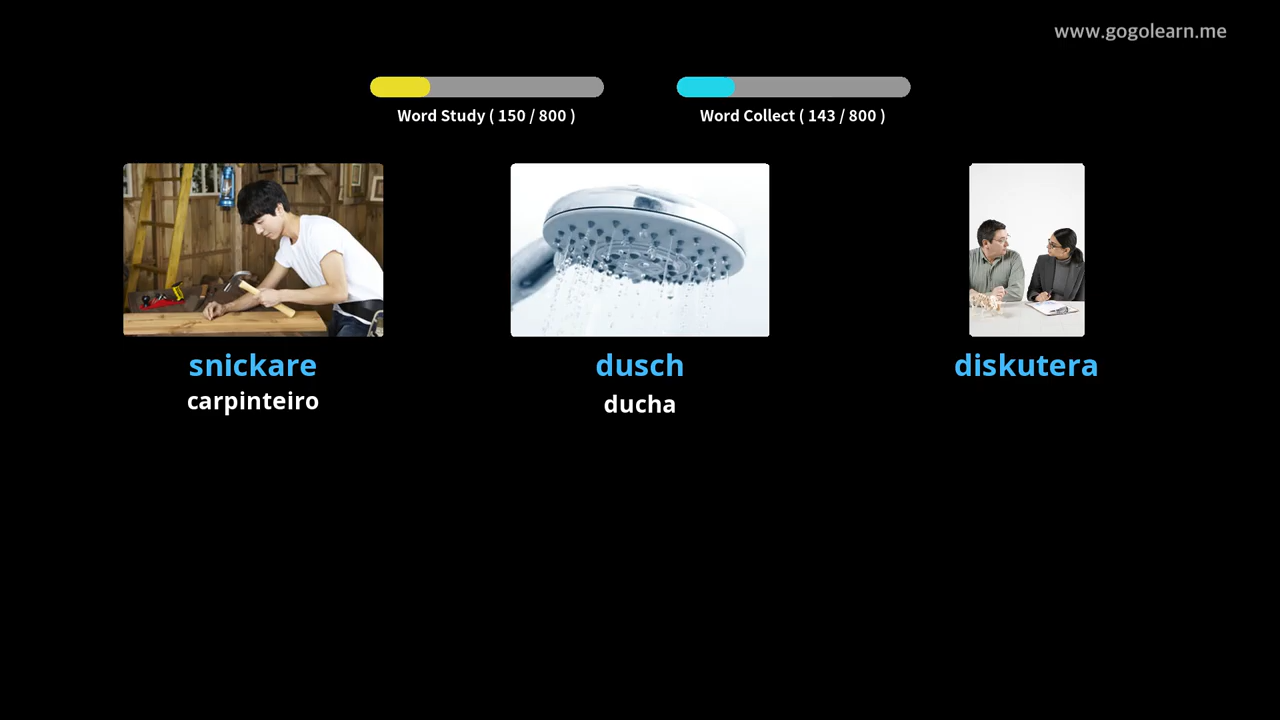 www.gogolearn.me
Word Study ( 150 / 800 )
Word Collect ( 143 / 800 )
snickare
carpinteiro
dusch
ducha
diskutera